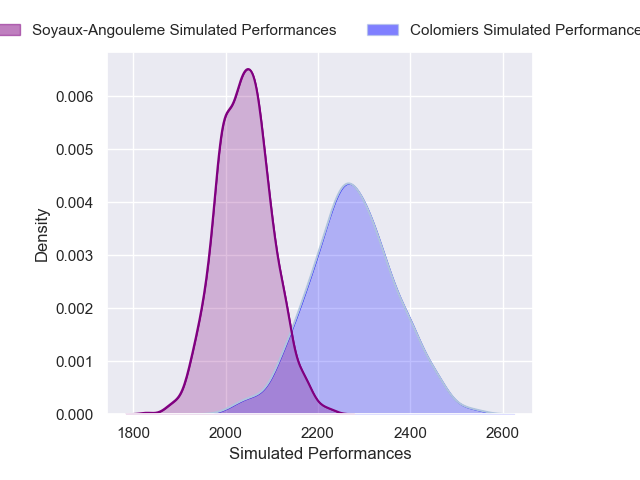 Soyaux-Angouleme Simulated Performances
Colomiers Simulated Performance
0.006
0.005
0.004
0.003
0.002
0.001
0.000
Density
1800 2000 2200 2400 2600
Simulated Performances